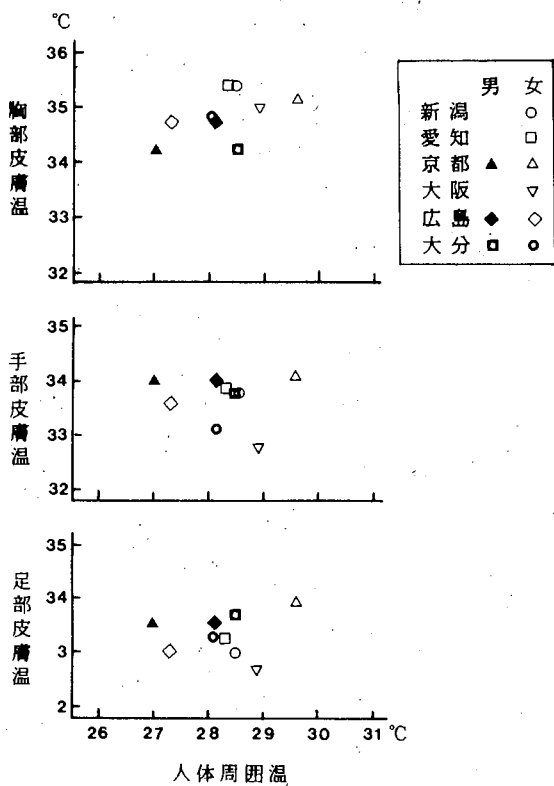 °C
36
35
34
32
胸部皮膚温
男 女
新潟 ○
愛知 □
京都 ▲ △
大阪 ▽
広島 ◆ ◇
大分 □ ○
35
34
33
32
手部皮膚温
34
3
2
足部皮膚温
26 27 28 29 30 31 °C
人体周囲温